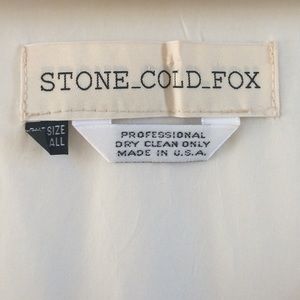 STONE_COLD_FOX
SIZE
ALL
PROFESSIONAL
DRY CLEAN ONLY
MADE IN U.S.A.